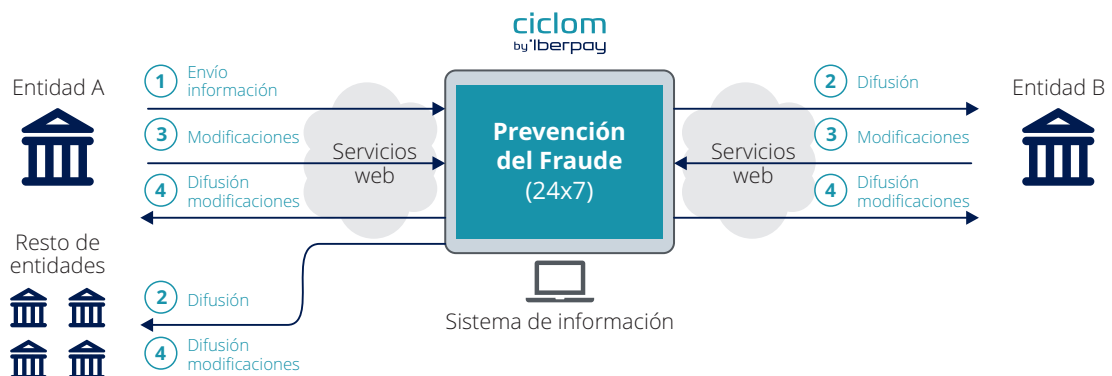 ciclom
by Iberpay
Entidad A
1 Envío
información
3 Modificaciones
4 Difusión
modificaciones
Servicios
web
Prevención
del Fraude
(24x7)
Servicios
web
2 Difusión
3 Modificaciones
4 Difusión
modificaciones
Entidad B
Resto de
entidades
2 Difusión
4 Difusión
modificaciones
Sistema de información